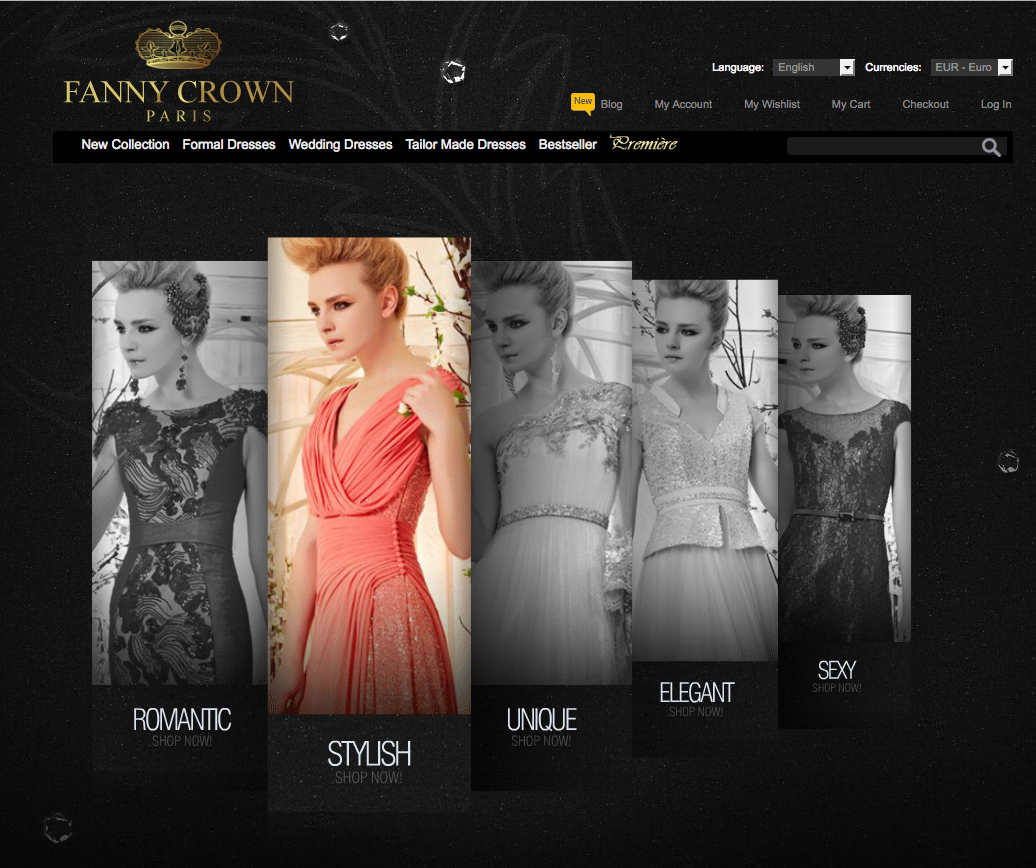 FANNY CROWN
PARIS
Language: English Currencies: EUR - Euro
New Blog My Account My Wishlist My Cart Checkout Log In
New Collection Formal Dresses Wedding Dresses Tailor Made Dresses Bestseller Première
ROMANTIC
SHOP NOW!
STYLISH
SHOP NOW!
UNIQUE
SHOP NOW!
ELEGANT
SHOP NOW!
SEXY
SHOP NOW!